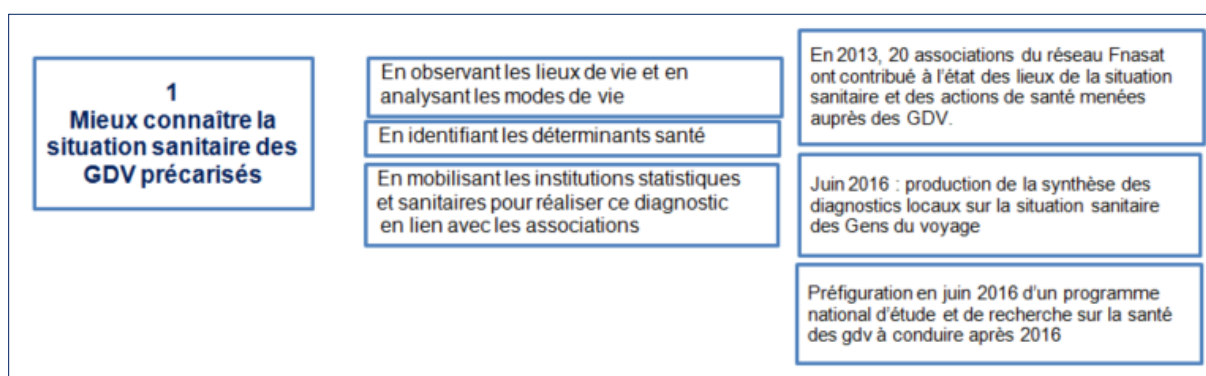 1
Mieux connaître la
situation sanitaire des
GDV précarisés
En observant les lieux de vie et en
analysant les modes de vie
En identifiant les déterminants santé
En mobilisant les institutions statistiques
et sanitaires pour réaliser ce diagnostic
en lien avec les associations
En 2013, 20 associations du réseau Fnasat
ont contribué à l'état des lieux de la situation
sanitaire et des actions de santé menées
auprès des GDV.
Juin 2016 : production de la synthèse des
diagnostics locaux sur la situation sanitaire
des Gens du voyage
Préfiguration en juin 2016 d'un programme
national d'étude et de recherche sur la santé
des gdv à conduire après 2016